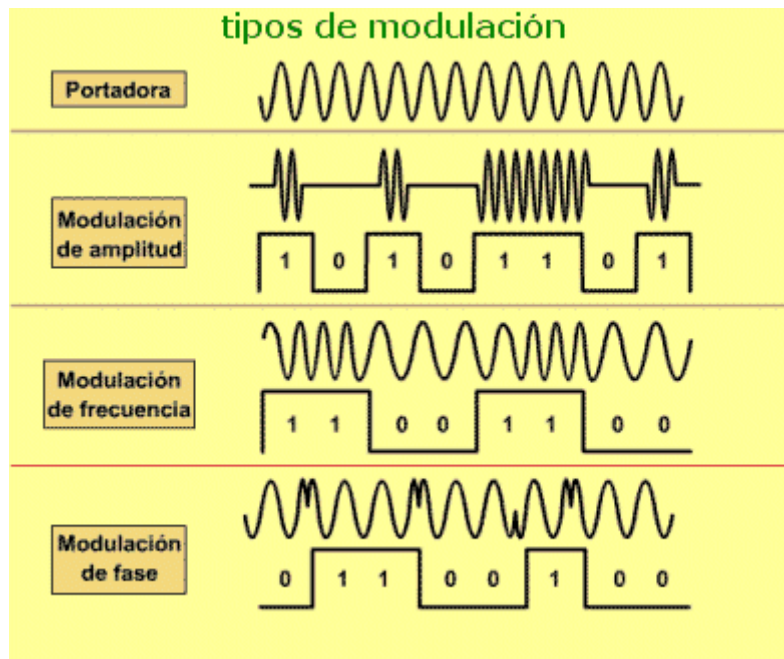 tipos de modulación
Portadora
Modulación
de amplitud
1 0 1 0 1 1 0 1
Modulación
de frecuencia
1 1 0 0 1 1 0 0
Modulación
de fase
0 1 1 0 0 1 0 0